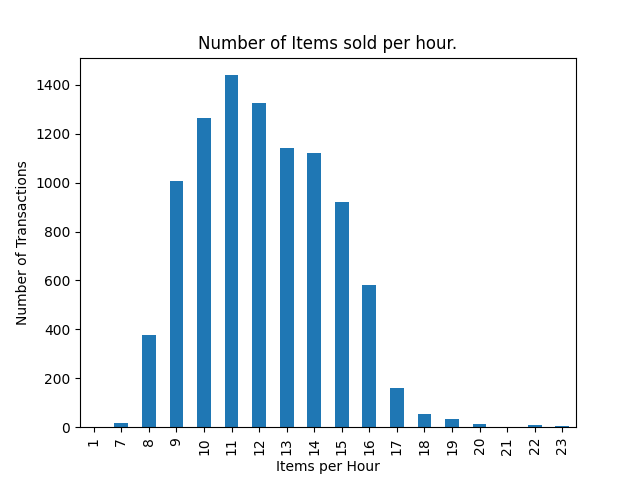 Number of Items sold per hour.
Number of Transactions
1400
1200
1000
800
600
400
200
0
1 7 8 9 10 11 12 13 14 15 16 17 18 19 20 21 22 23
Items per Hour